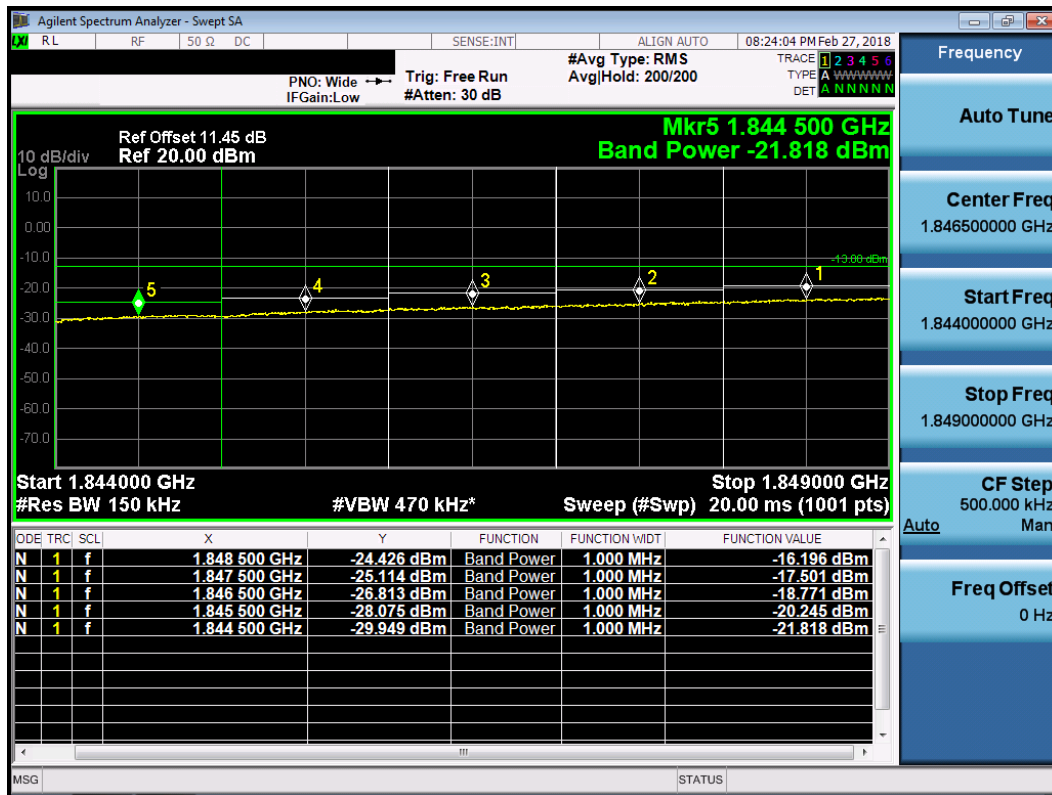 Agilent Spectrum Analyzer - Swept SA
LXI RL RF 50 Ω DC SENSE:INT ALIGN AUTO 08:24:04 PM Feb 27, 2018
PNO: Wide Trig: Free Run #Avg Type: RMS TRACE 1 2 3 4 5 6
IFGain:Low #Atten: 30 dB Avg|Hold: 200/200 TYPE A WWWWW
DET A N N N N N
Mkr5 1.844 500 GHz
Ref Offset 11.45 dB
10 dB/div Ref 20.00 dBm Band Power -21.818 dBm
Log
10.0
0.00
-10.0
-13.00 dBm
-20.0
5 4 3 2 1
-30.0
-40.0
-50.0
-60.0
-70.0
Start 1.844000 GHz Stop 1.849000 GHz
#Res BW 150 kHz #VBW 470 kHz* Sweep (#Swp) 20.00 ms (1001 pts)
ODE TRC SCL X Y FUNCTION FUNCTION WIDT FUNCTION VALUE
N 1 f 1.848 500 GHz -24.426 dBm Band Power 1.000 MHz -16.196 dBm
N 1 f 1.847 500 GHz -25.114 dBm Band Power 1.000 MHz -17.501 dBm
N 1 f 1.846 500 GHz -26.813 dBm Band Power 1.000 MHz -18.771 dBm
N 1 f 1.845 500 GHz -28.075 dBm Band Power 1.000 MHz -20.245 dBm
N 1 f 1.844 500 GHz -29.949 dBm Band Power 1.000 MHz -21.818 dBm
MSG STATUS
Frequency
Auto Tune
Center Freq
1.846500000 GHz
Start Freq
1.844000000 GHz
Stop Freq
1.849000000 GHz
CF Step
500.000 kHz
Auto Man
Freq Offset
0 Hz